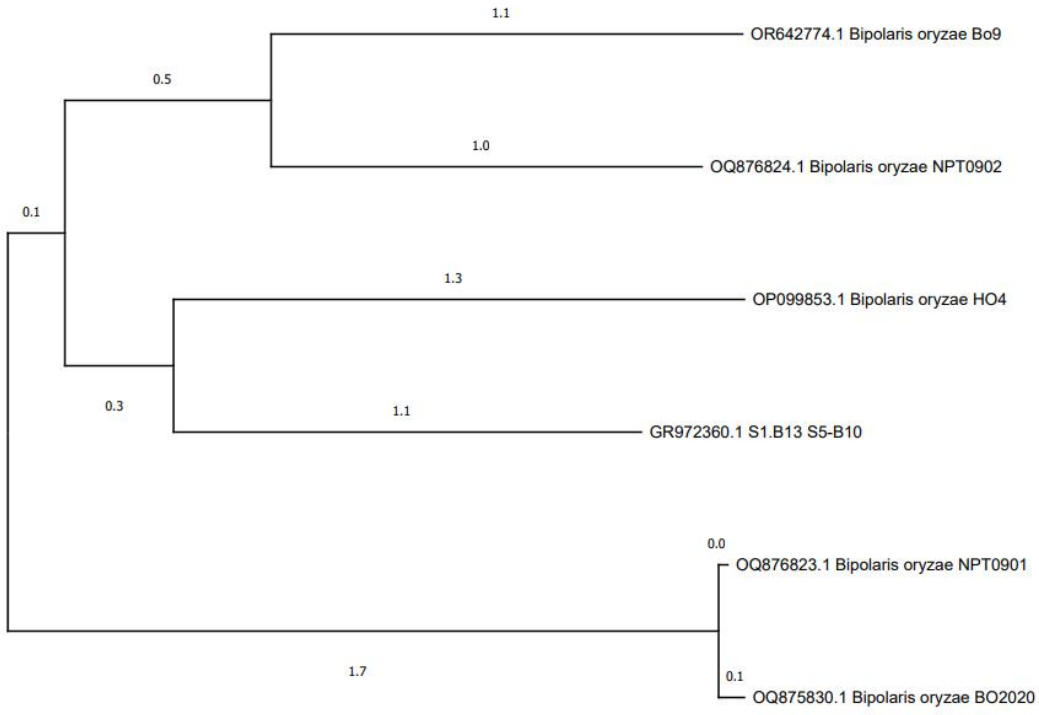 1.1
OR642774.1 Bipolaris oryzae Bo9
0.5
1.0
OQ876824.1 Bipolaris oryzae NPT0902
0.1
1.3
OP099853.1 Bipolaris oryzae HO4
0.3
1.1
GR972360.1 S1.B13 S5-B10
0.0
OQ876823.1 Bipolaris oryzae NPT0901
1.7
0.1
OQ875830.1 Bipolaris oryzae BO2020